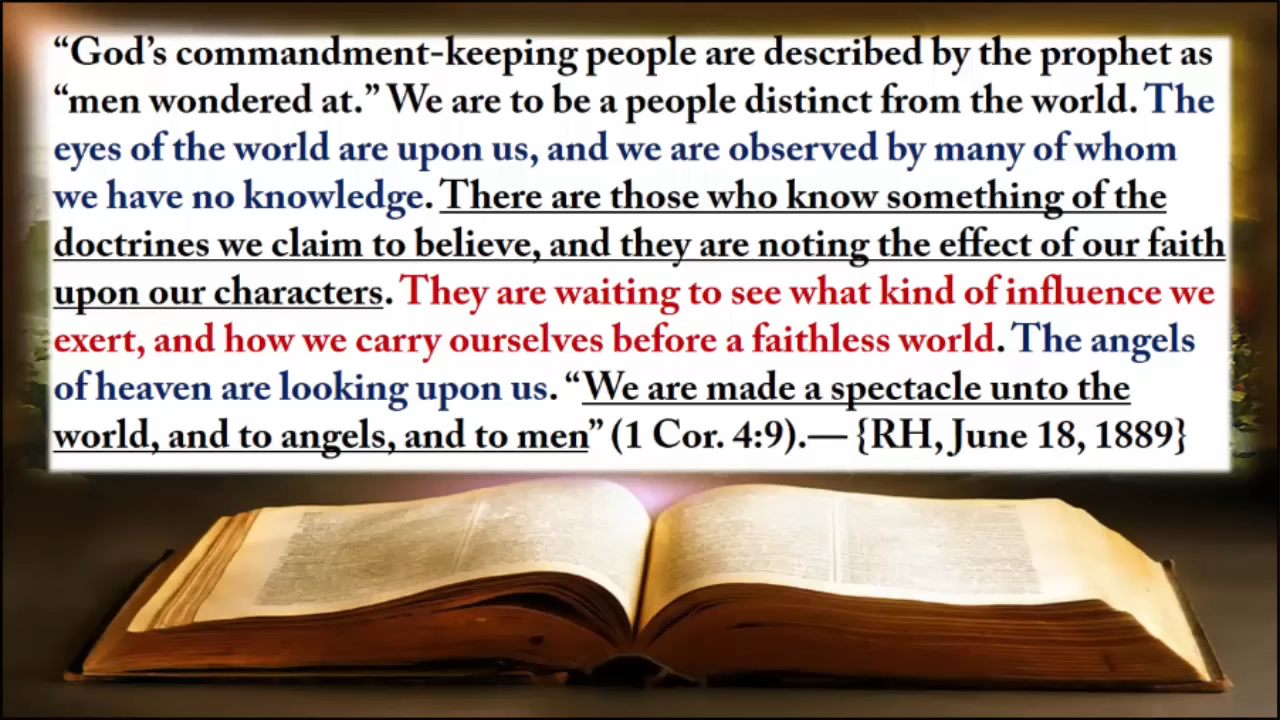 “God’s commandment-keeping people are described by the prophet as
“men wondered at.” We are to be a people distinct from the world. The
eyes of the world are upon us, and we are observed by many of whom
we have no knowledge. There are those who know something of the
doctrines we claim to believe, and they are noting the effect of our faith
upon our characters. They are waiting to see what kind of influence we
exert, and how we carry ourselves before a faithless world. The angels
of heaven are looking upon us. “We are made a spectacle unto the
world, and to angels, and to men” (1 Cor. 4:9).— {RH, June 18, 1889}